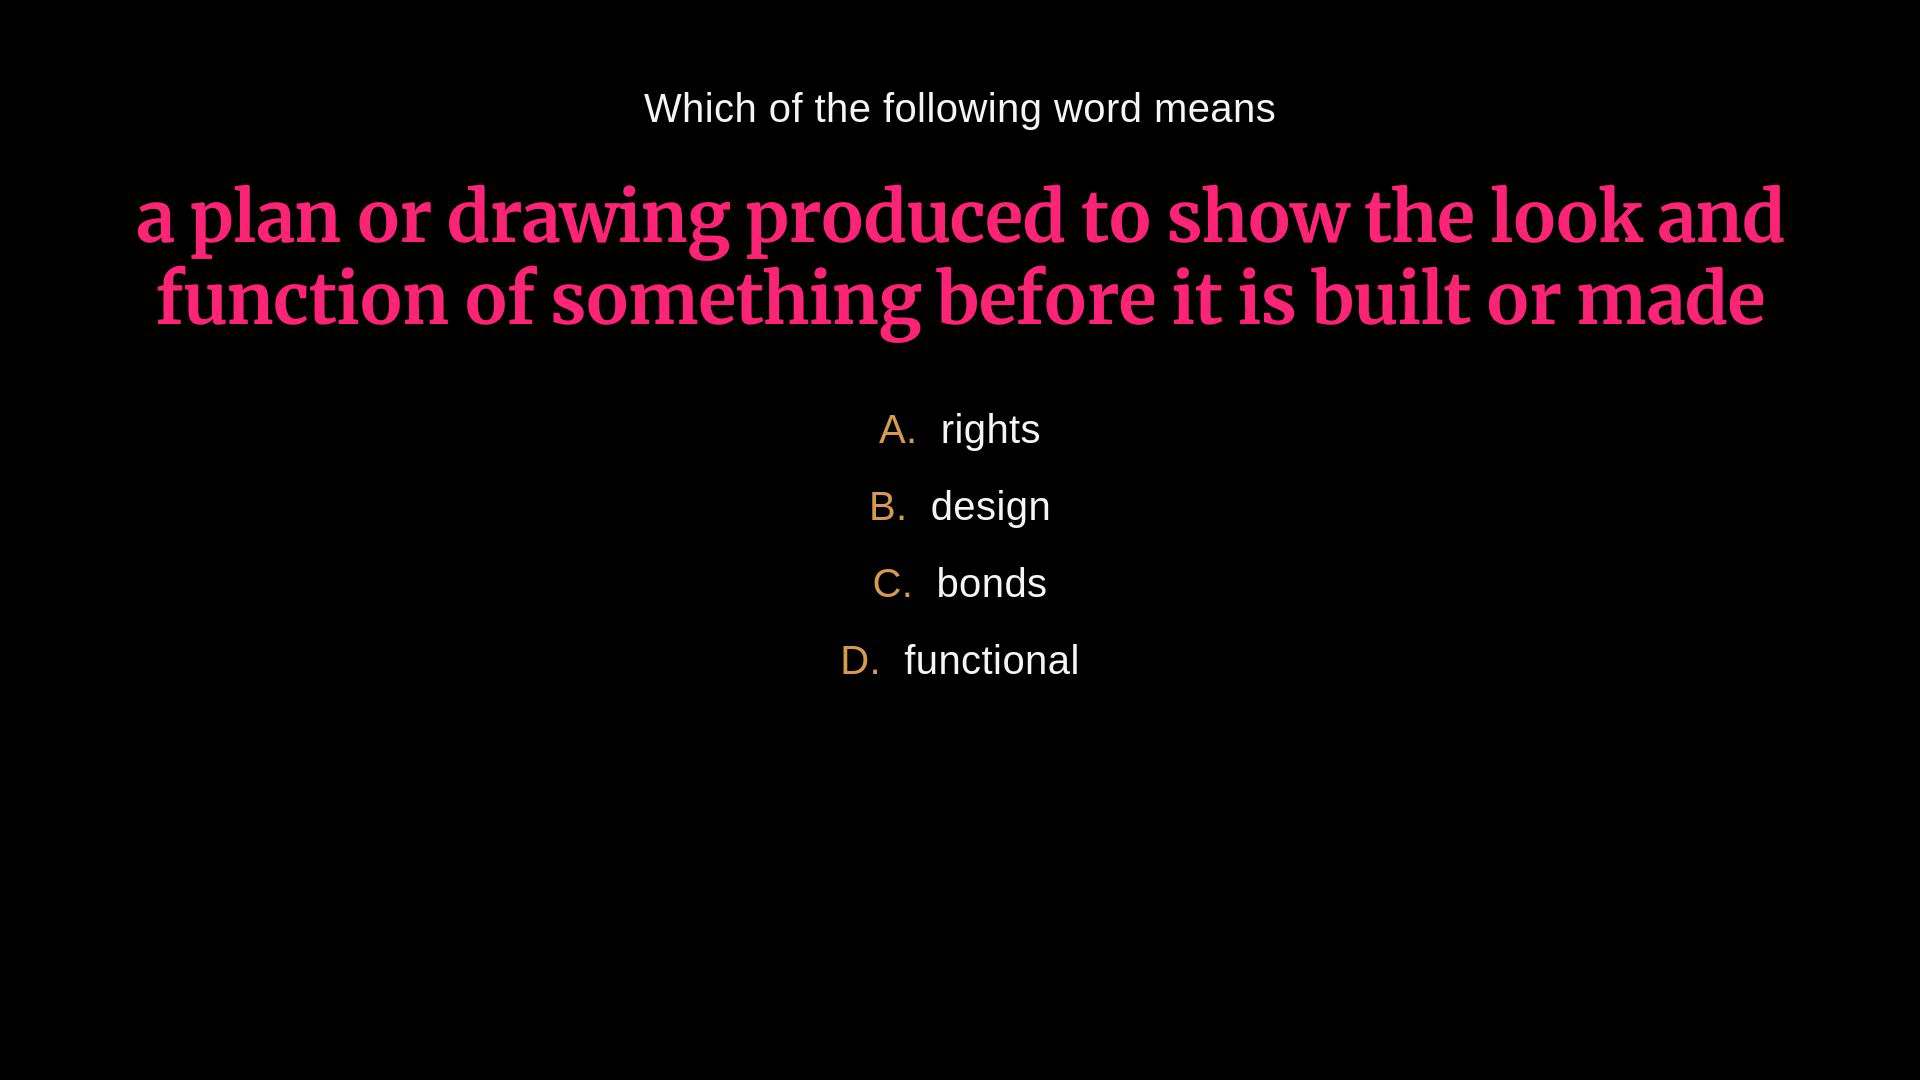 Which of the following word means
a plan or drawing produced to show the look and
function of something before it is built or made
A. rights
B. design
C. bonds
D. functional